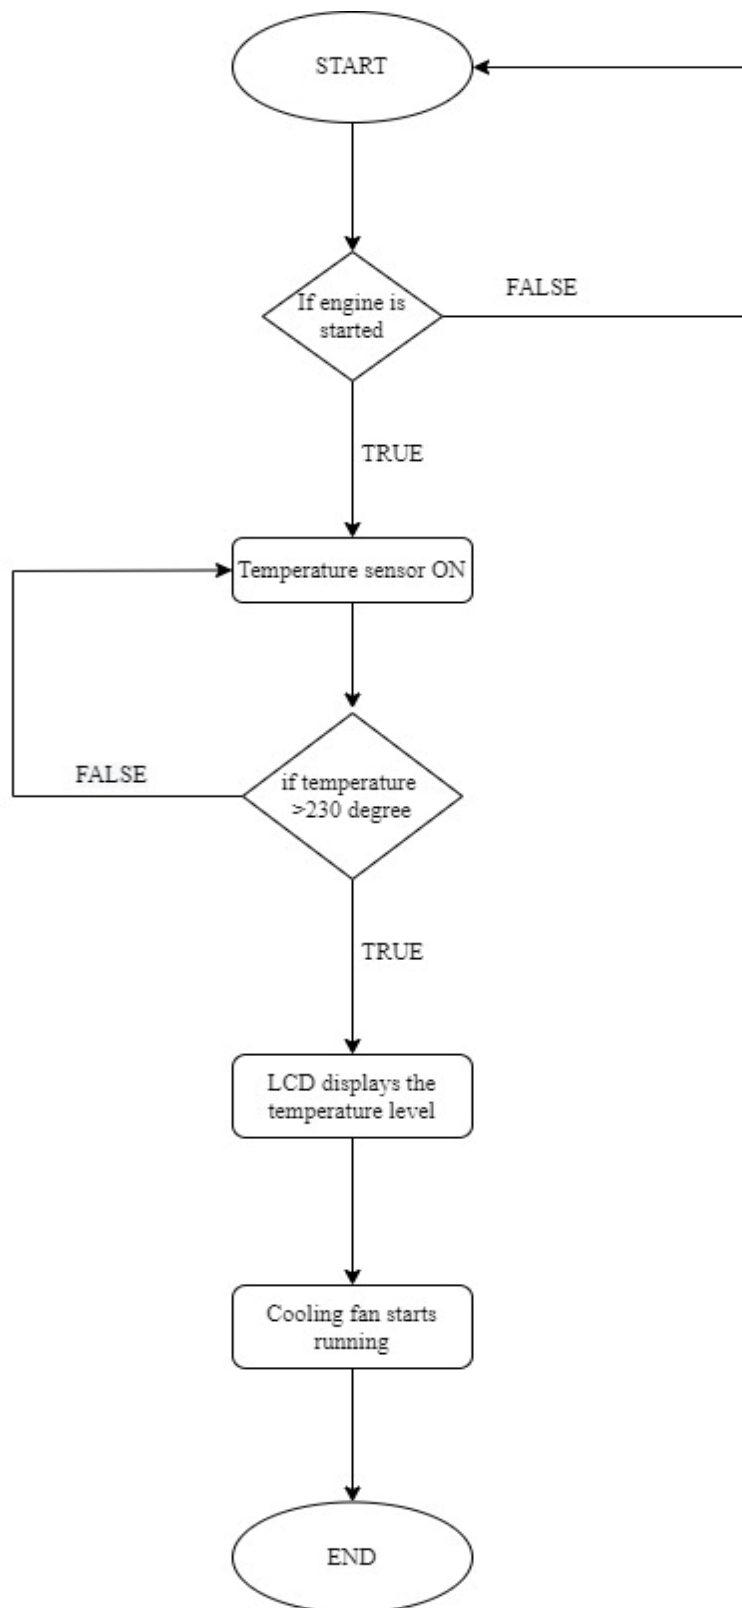 START
If engine is
started
FALSE
TRUE
Temperature sensor ON
FALSE
if temperature
>230 degree
TRUE
LCD displays the
temperature level
Cooling fan starts
running
END